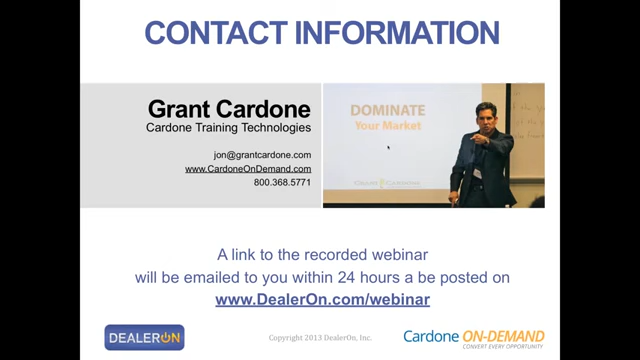 CONTACT INFORMATION
Grant Cardone
Cardone Training Technologies
jon@grantcardone.com
www.CardoneOnDemand.com
800.368.5771
DOMINATE
Your Market
A link to the recorded webinar
will be emailed to you within 24 hours a be posted on
www.DealerOn.com/webinar
DEALERON
Copyright 2013 DealerOn, Inc.
Cardone ON-DEMAND
CONVERT EVERY OPPORTUNITY